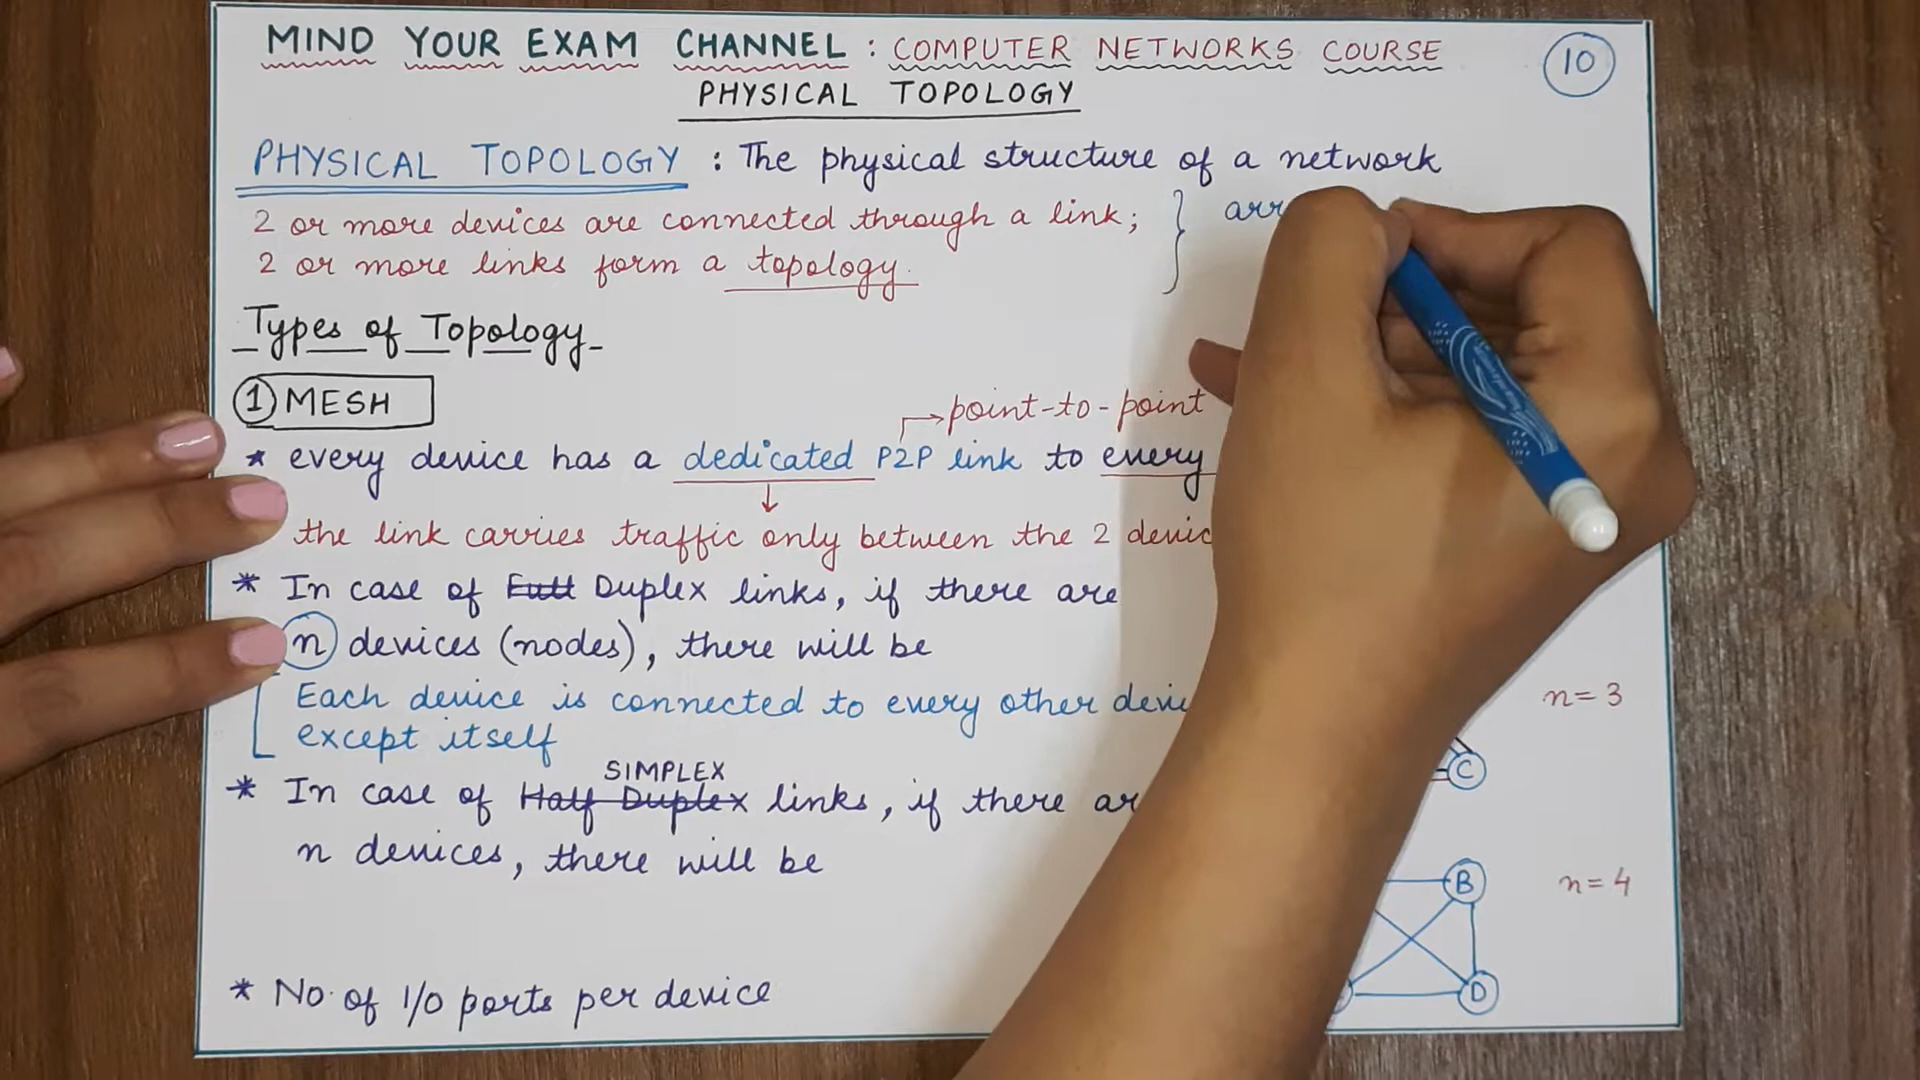 MIND YOUR EXAM CHANNEL : COMPUTER NETWORKS COURSE
10
PHYSICAL TOPOLOGY
PHYSICAL TOPOLOGY : The physical structure of a network
2 or more devices are connected through a link;
2 or more links form a topology.
arr
Types of Topology
1 MESH
point-to-point
* every device has a dedicated P2P link to every
the link carries traffic only between the 2 devic
* In case of Full Duplex links, if there are
n devices (nodes), there will be
Each device is connected to every other devi
except itself
n=3
C
SIMPLEX
* In case of Half Duplex links, if there ar
n devices, there will be
B
n=4
D
* No. of I/O ports per device